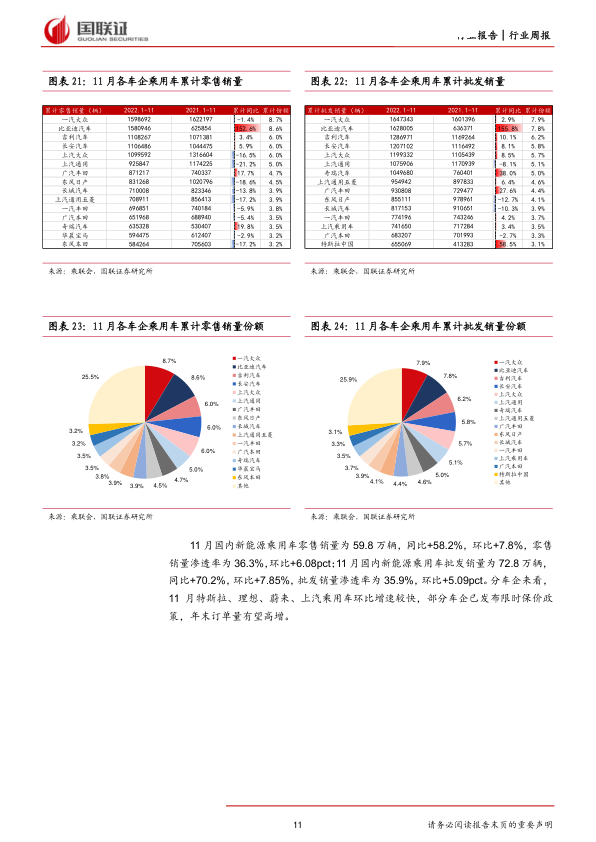 国联证券
GUOLIAN SECURITIES
行业报告│行业周报
图表 21：11 月各车企乘用车累计零售销量
累计零售销量（辆） 2022.1-11 2021.1-11 累计同比 累计份额
一汽大众 1598692 1622197 -1.4% 8.7%
比亚迪汽车 1580946 625854 152.6% 8.6%
吉利汽车 1108267 1071381 3.4% 6.0%
长安汽车 1106486 1044475 5.9% 6.0%
上汽大众 1099592 1316604 -16.5% 6.0%
上汽通用 925847 1174225 -21.2% 5.0%
广汽丰田 871217 740337 17.7% 4.7%
东风日产 831268 1020796 -18.6% 4.5%
长城汽车 710008 823346 -13.8% 3.9%
上汽通用五菱 708911 856413 -17.2% 3.9%
一汽丰田 696851 740184 -5.9% 3.8%
广汽本田 651968 688940 -5.4% 3.5%
奇瑞汽车 635328 530407 19.8% 3.5%
华晨宝马 594475 612407 -2.9% 3.2%
东风本田 584264 705603 -17.2% 3.2%
来源：乘联会，国联证券研究所
图表 22：11 月各车企乘用车累计批发销量
累计批发销量（辆） 2022.1-11 2021.1-11 累计同比 累计份额
一汽大众 1647343 1601396 2.9% 7.9%
比亚迪汽车 1628005 636371 155.8% 7.8%
吉利汽车 1286971 1169264 10.1% 6.2%
长安汽车 1207102 1116492 8.1% 5.8%
上汽大众 1199332 1105439 8.5% 5.7%
上汽通用 1075906 1170939 -8.1% 5.1%
奇瑞汽车 1049680 760401 38.0% 5.0%
上汽通用五菱 954942 897833 6.4% 4.6%
广汽丰田 930808 729477 27.6% 4.4%
东风日产 855111 978961 -12.7% 4.1%
长城汽车 817153 910651 -10.3% 3.9%
一汽丰田 774196 743246 4.2% 3.7%
上汽乘用车 741650 717284 3.4% 3.5%
广汽本田 683207 701993 -2.7% 3.3%
特斯拉中国 655069 413283 58.5% 3.1%
来源：乘联会，国联证券研究所
图表 23：11 月各车企乘用车累计零售销量份额
8.7%
8.6%
6.0%
6.0%
6.0%
5.0%
4.7%
4.5%
3.9%
3.9%
3.8%
3.5%
3.5%
3.2%
3.2%
25.5%
一汽大众
比亚迪汽车
吉利汽车
长安汽车
上汽大众
上汽通用
广汽丰田
东风日产
长城汽车
上汽通用五菱
一汽丰田
广汽本田
奇瑞汽车
华晨宝马
东风本田
其他
来源：乘联会，国联证券研究所
图表 24：11 月各车企乘用车累计批发销量份额
7.9%
7.8%
6.2%
5.8%
5.7%
5.1%
5.0%
4.6%
4.4%
4.1%
3.9%
3.7%
3.5%
3.3%
3.1%
25.9%
一汽大众
比亚迪汽车
吉利汽车
长安汽车
上汽大众
上汽通用
奇瑞汽车
上汽通用五菱
广汽丰田
东风日产
长城汽车
一汽丰田
上汽乘用车
广汽本田
特斯拉中国
其他
来源：乘联会，国联证券研究所
11 月国内新能源乘用车零售销量为 59.8 万辆，同比+58.2%，环比+7.8%，零售
销量渗透率为 36.3%，环比+6.08pct；11 月国内新能源乘用车批发销量为 72.8 万辆，
同比+70.2%，环比+7.85%，批发销量渗透率为 35.9%，环比+5.09pct。分车企来看，
11 月特斯拉、理想、蔚来、上汽乘用车环比增速较快，部分车企已发布限时保价政
策，年末订单量有望高增。
11
请务必阅读报告末页的重要声明